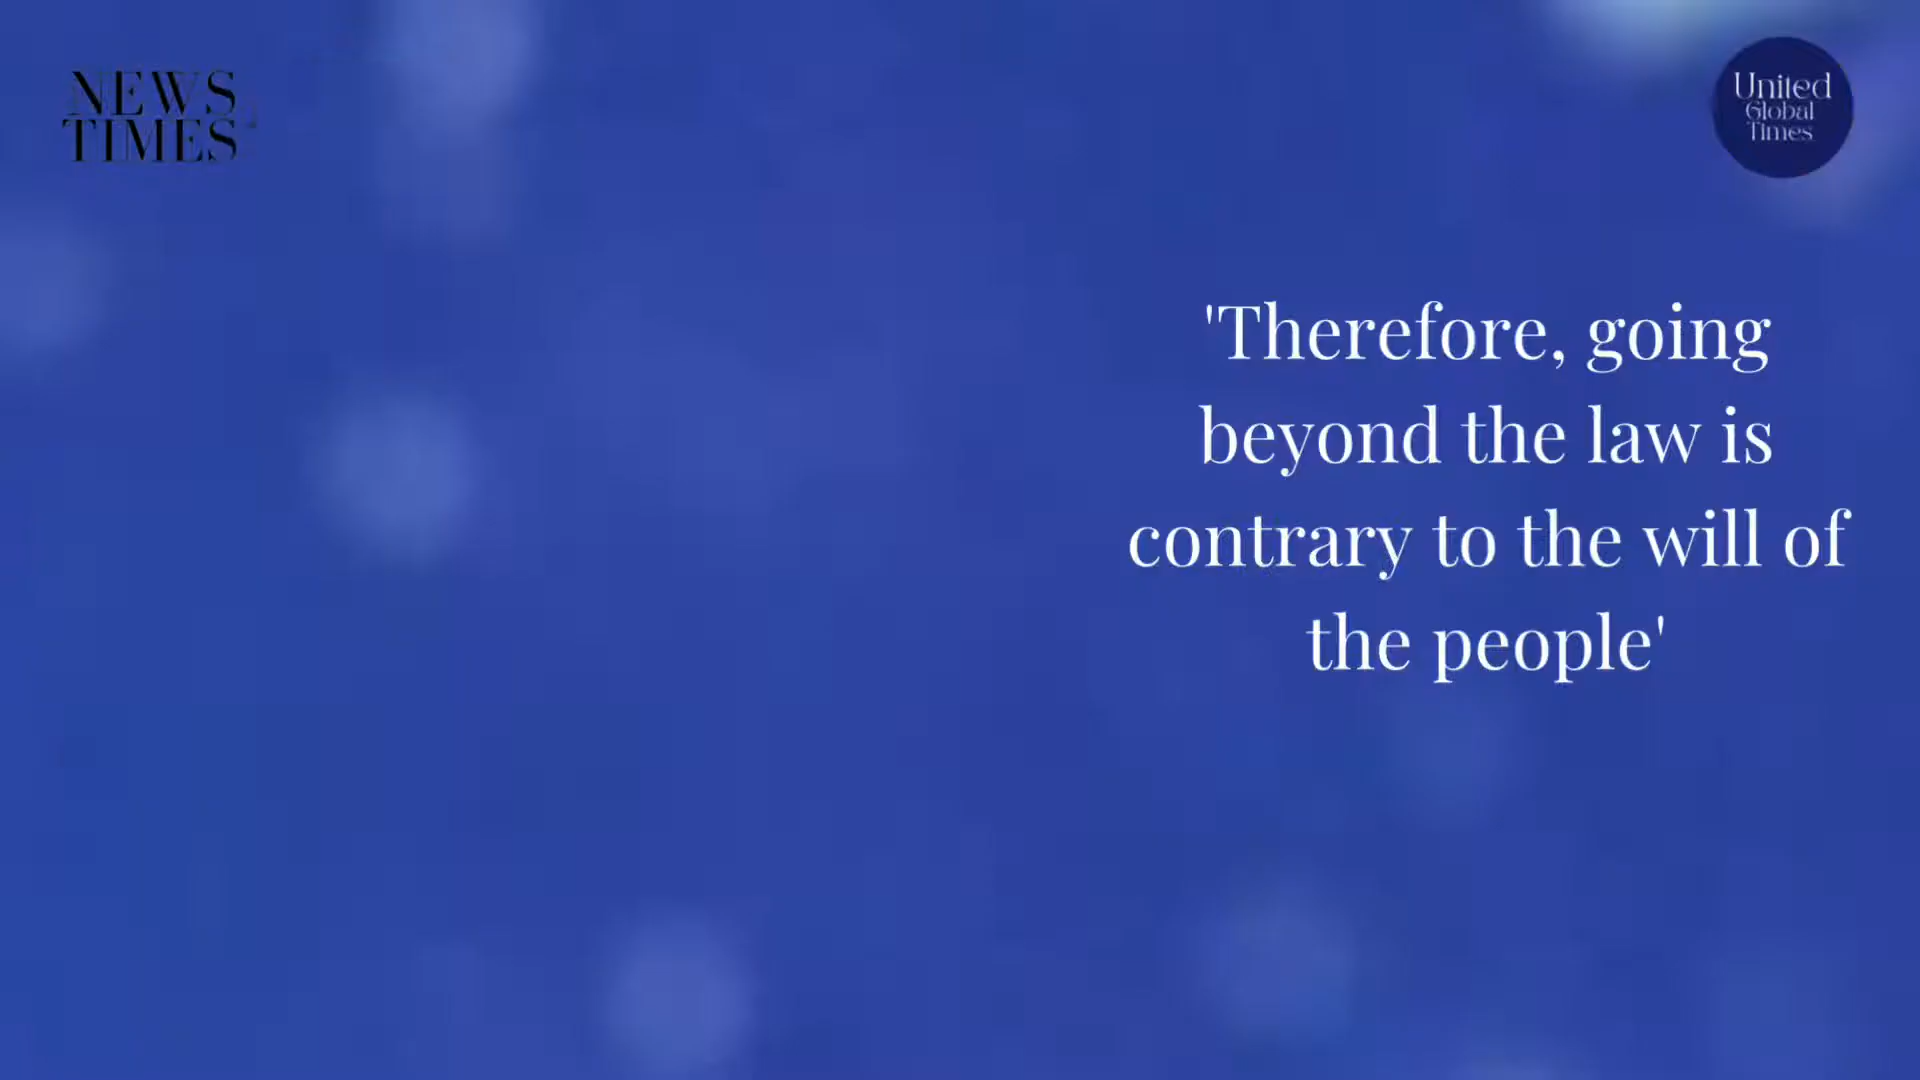 NEWS
TIMES
United
Global
Times
'Therefore, going
beyond the law is
contrary to the will of
the people'